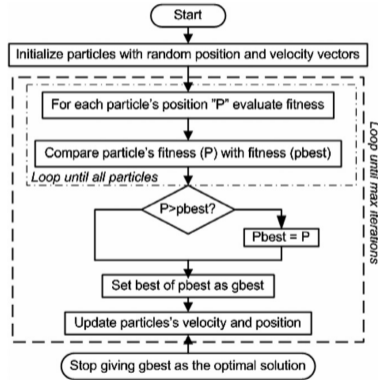 Start
Initialize particles with random position and velocity vectors
For each particle's position "P" evaluate fitness
Compare particle's fitness (P) with fitness (pbest)
Loop until all particles
P>pbest?
Pbest = P
Set best of pbest as gbest
Update particles's velocity and position
Loop until max iterations
Stop giving gbest as the optimal solution